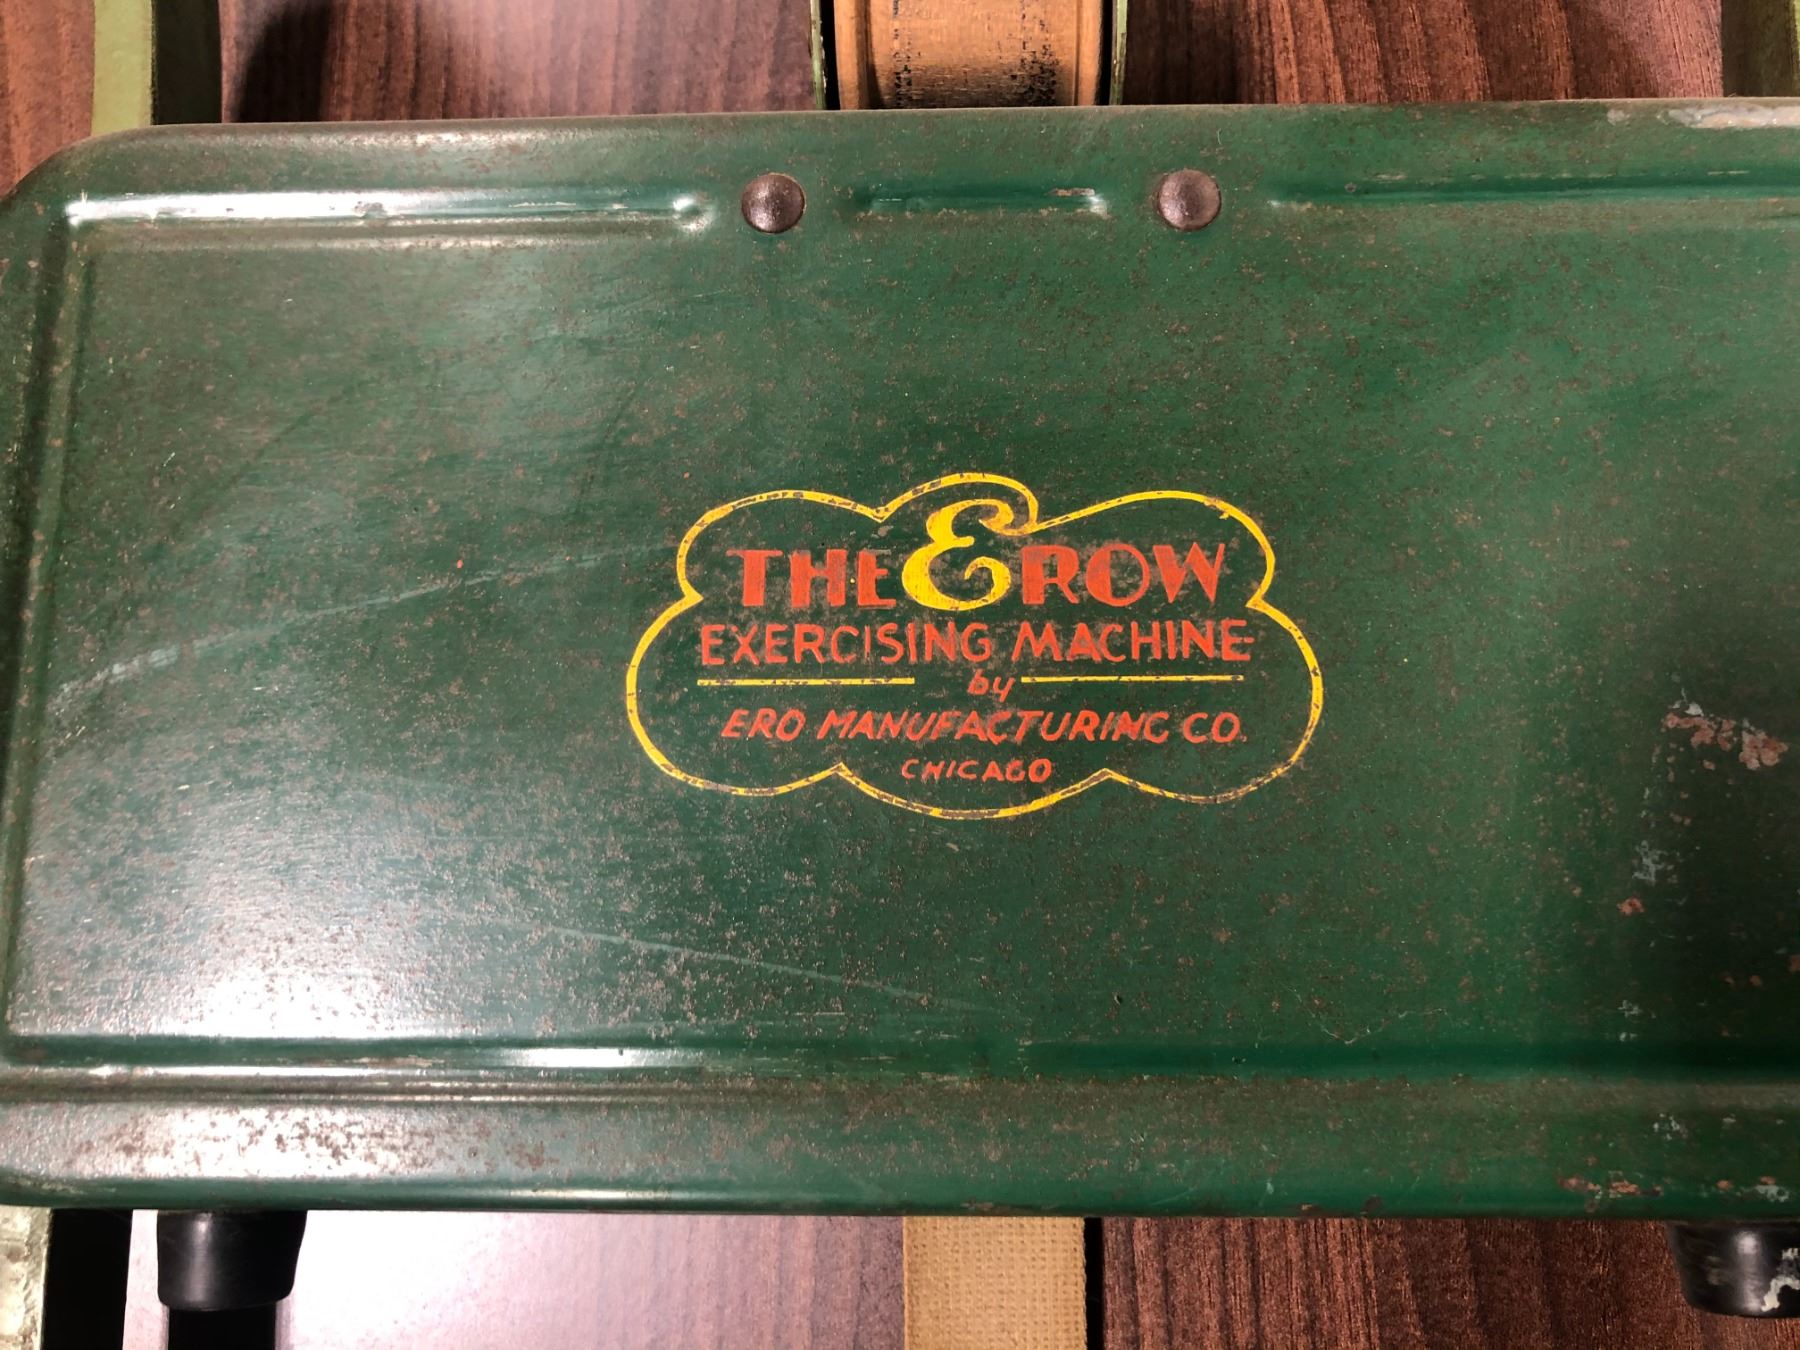 THE EROW
EXERCISING MACHINE
by
ERO MANUFACTURING CO.
CHICAGO